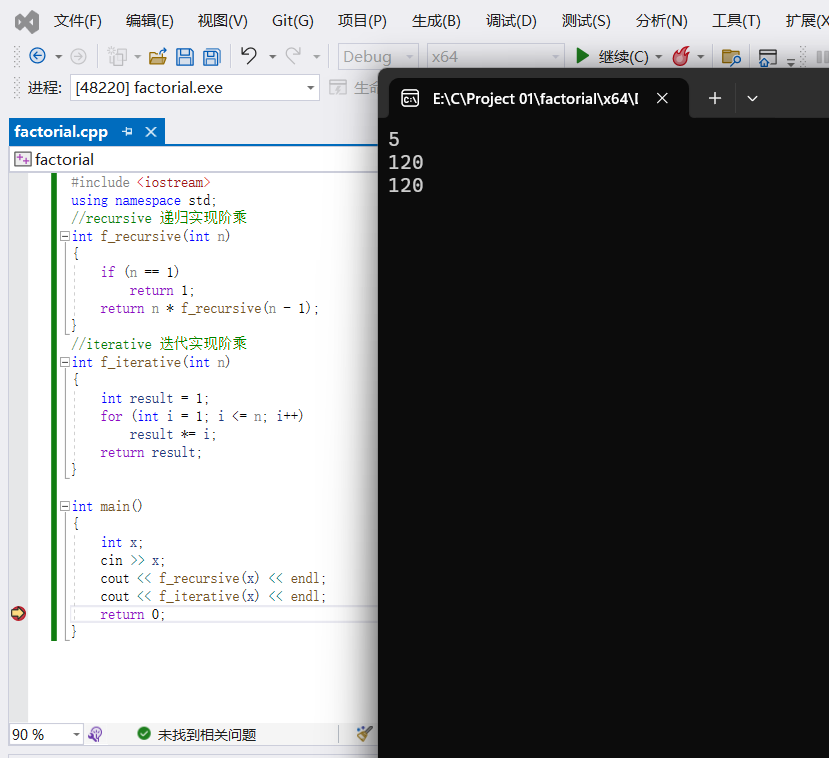 文件(F) 编辑(E) 视图(V) Git(G) 项目(P) 生成(B) 调试(D) 测试(S) 分析(N) 工具(T) 扩展(X
Debug x64 继续(C)
进程: [48220] factorial.exe 生命
E:\C\Project 01\factorial\x64\
factorial.cpp
factorial
#include <iostream>
using namespace std;
//recursive 递归实现阶乘
int f_recursive(int n)
{
if (n == 1)
return 1;
return n * f_recursive(n - 1);
}
//iterative 迭代实现阶乘
int f_iterative(int n)
{
int result = 1;
for (int i = 1; i <= n; i++)
result *= i;
return result;
}
int main()
{
int x;
cin >> x;
cout << f_recursive(x) << endl;
cout << f_iterative(x) << endl;
return 0;
}
5
120
120
90 % 未找到相关问题